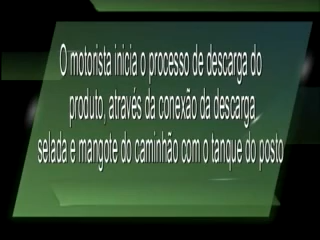 O motorista inicia o processo de descarga do
produto, através da conexão da descarga
selada e mangote do caminhão com o tanque do posto